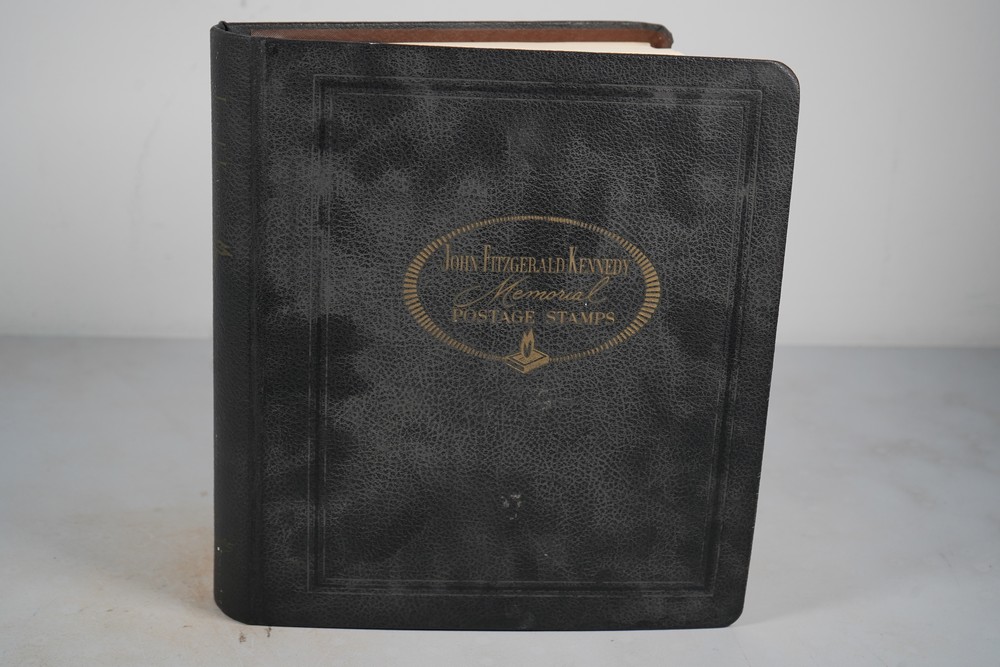 John Fitzgerald Kennedy
Memorial
POSTAGE STAMPS